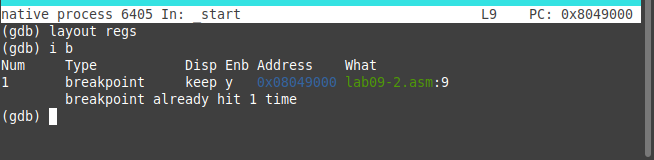 native process 6405 In: _start L9 PC: 0x8049000
(gdb) layout regs
(gdb) i b
Num Type Disp Enb Address What
1 breakpoint keep y 0x08049000 lab09-2.asm:9
breakpoint already hit 1 time
(gdb)